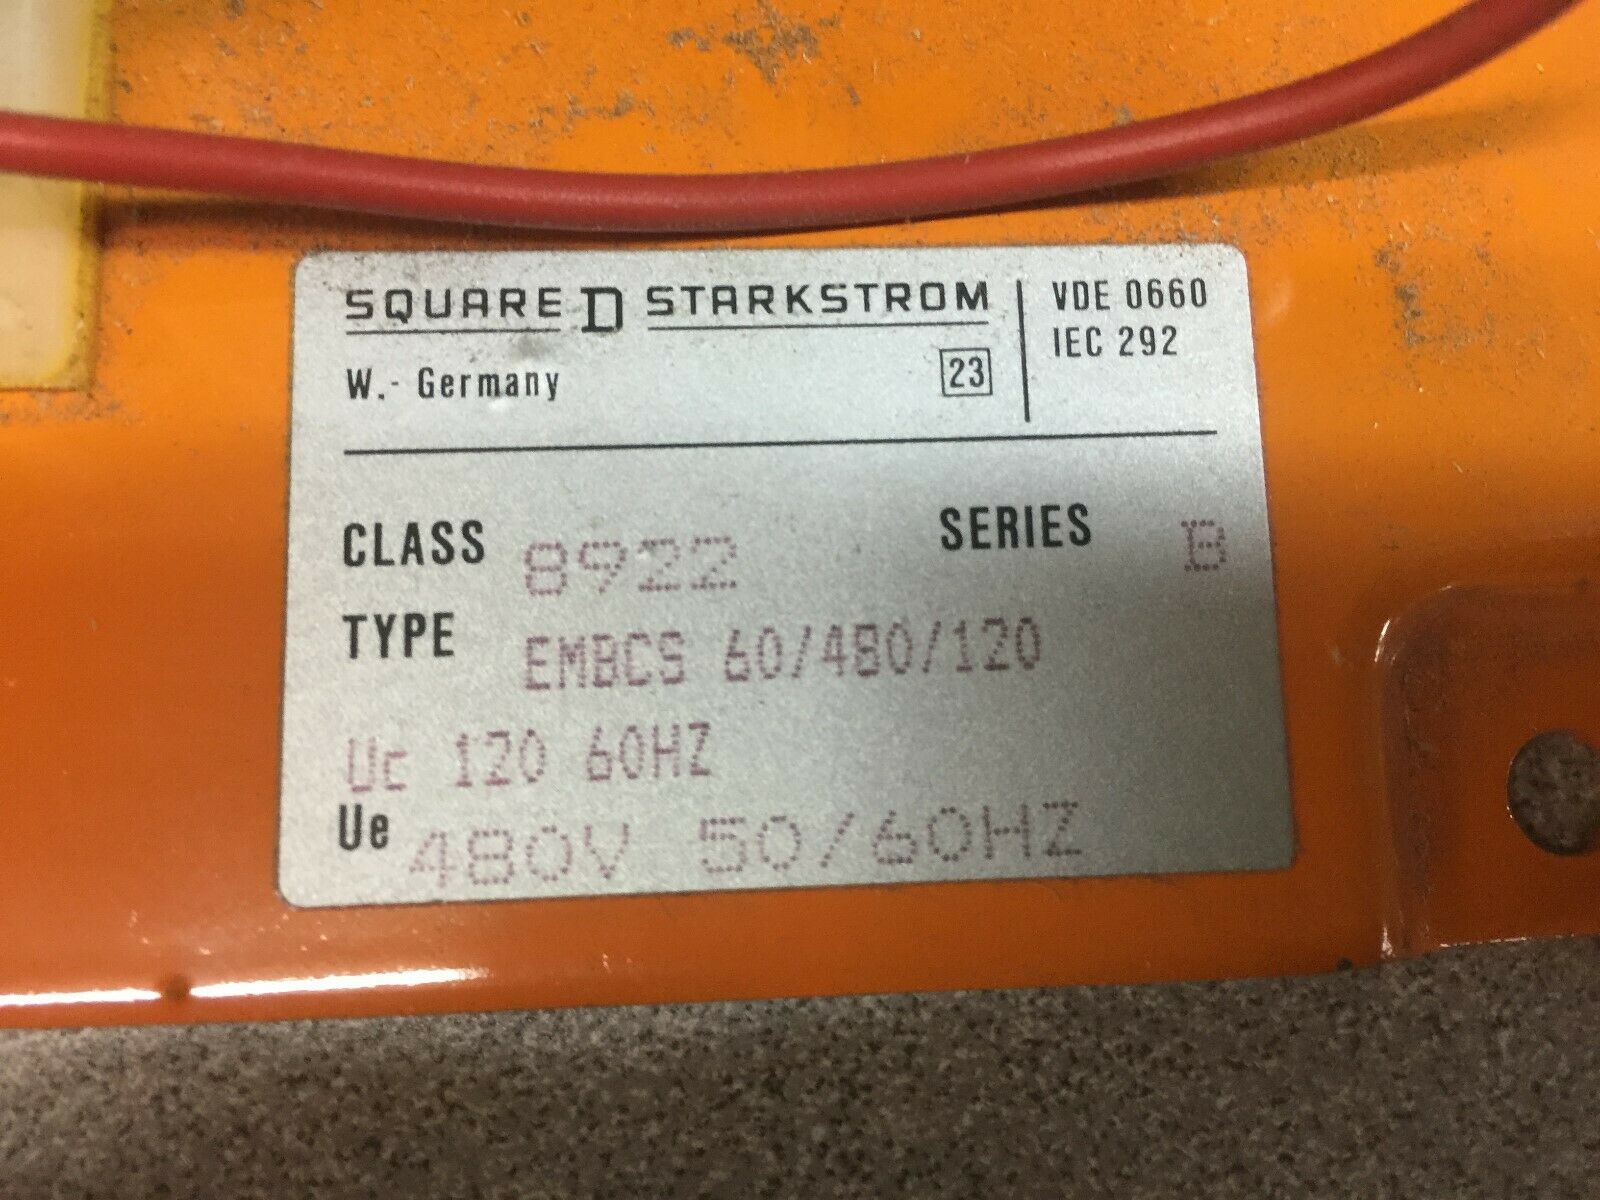 SQUARE D STARKSTROM
VDE 0660
IEC 292
W.- Germany
23
CLASS 8922 SERIES B
TYPE EMBCS 60/480/120
Uc 120 60HZ
Ue 480V 50/60HZ